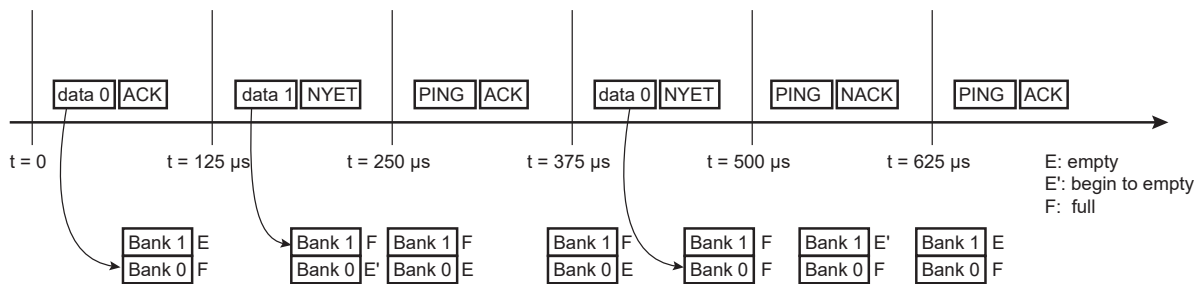 data 0 ACK data 1 NYET PING ACK data 0 NYET PING NACK PING ACK
t = 0 t = 125 μs t = 250 μs t = 375 μs t = 500 μs t = 625 μs
E: empty
E': begin to empty
F: full
Bank 1 E Bank 1 F Bank 1 F Bank 1 F Bank 1 F Bank 1 E' Bank 1 E
Bank 0 F Bank 0 E' Bank 0 E Bank 0 E Bank 0 F Bank 0 F Bank 0 F